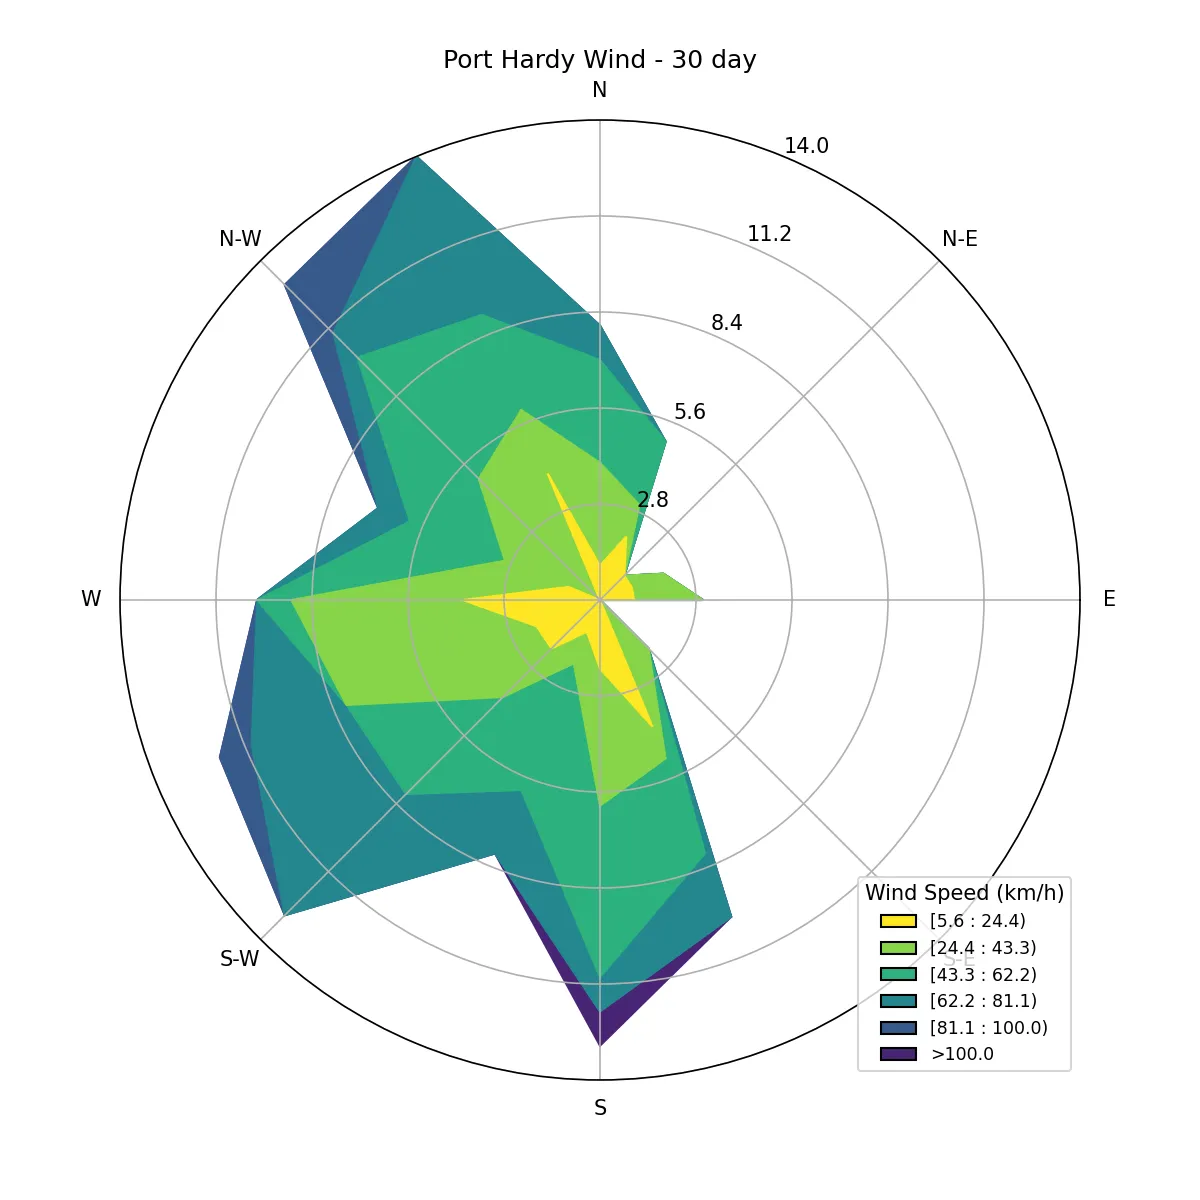 Port Hardy Wind - 30 day
N
14.0
N-W
11.2
N-E
8.4
5.6
2.8
W
E
Wind Speed (km/h)
[5.6 : 24.4)
[24.4 : 43.3)
S-W
S-E
[43.3 : 62.2)
[62.2 : 81.1)
[81.1 : 100.0)
>100.0
S